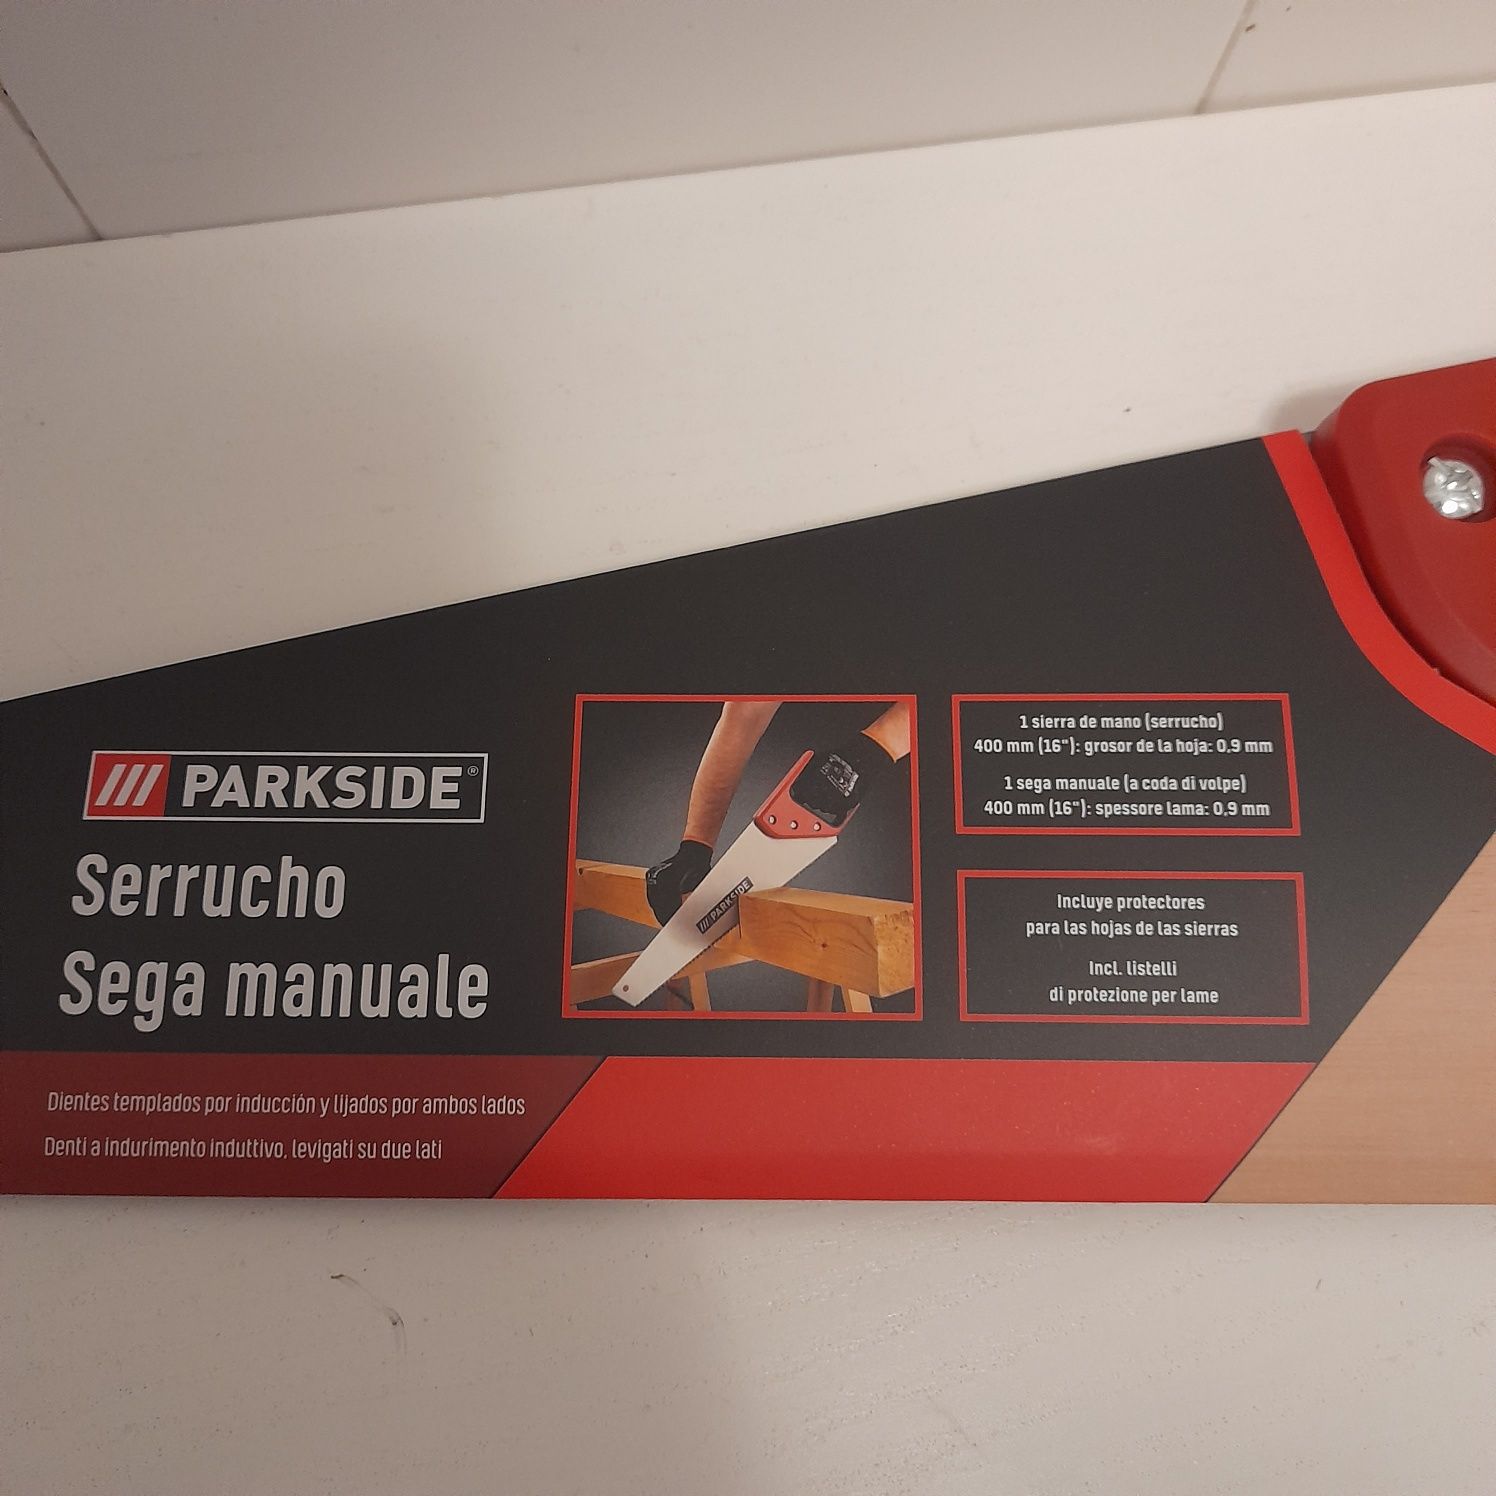 /// PARKSIDE®
Serrucho
Sega manuale
Dientes templados por inducción y lijados por ambos lados
Denti a indurimento induttivo, levigati su due lati
/// PARKSIDE
1 sierra de mano (serrucho)
400 mm (16"): grosor de la hoja: 0,9 mm
1 sega manuale (a coda di volpe)
400 mm (16"): spessore lama: 0,9 mm
Incluye protectores
para las hojas de las sierras
Incl. listelli
di protezione per lame